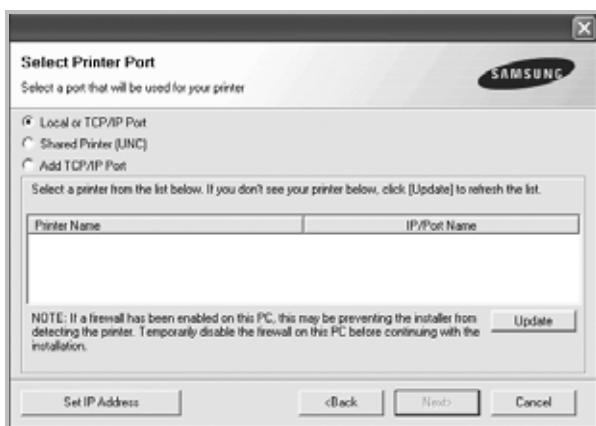 Select Printer Port
Select a port that will be used for your printer
SAMSUNG
Local or TCP/IP Port
Shared Printer (UNC)
Add TCP/IP Port
Select a printer from the list below. If you don't see your printer below, click [Update] to refresh the list.
Printer Name IP/Port Name
NOTE: If a firewall has been enabled on this PC, this may be preventing the installer from
detecting the printer. Temporarily disable the firewall on this PC before continuing with the
installation.
Update
Set IP Address <Back Next> Cancel